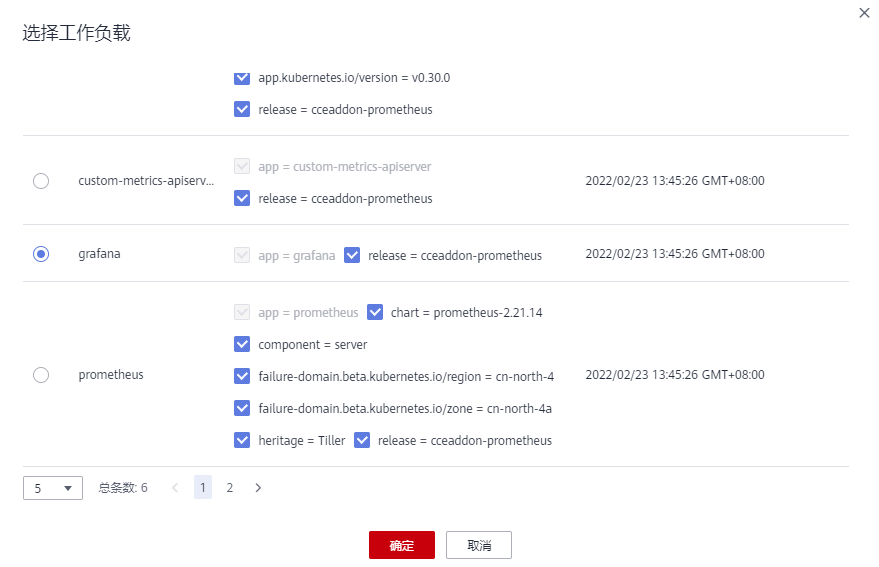 选择工作负载
app.kubernetes.io/version = v0.30.0
release = cceaddon-prometheus
custom-metrics-apiserv... app = custom-metrics-apiserver 2022/02/23 13:45:26 GMT+08:00
release = cceaddon-prometheus
grafana app = grafana release = cceaddon-prometheus 2022/02/23 13:45:26 GMT+08:00
app = prometheus chart = prometheus-2.21.14
component = server
prometheus failure-domain.beta.kubernetes.io/region = cn-north-4 2022/02/23 13:45:26 GMT+08:00
failure-domain.beta.kubernetes.io/zone = cn-north-4a
heritage = Tiller release = cceaddon-prometheus
5 总条数: 6 < 1 2 >
确定 取消